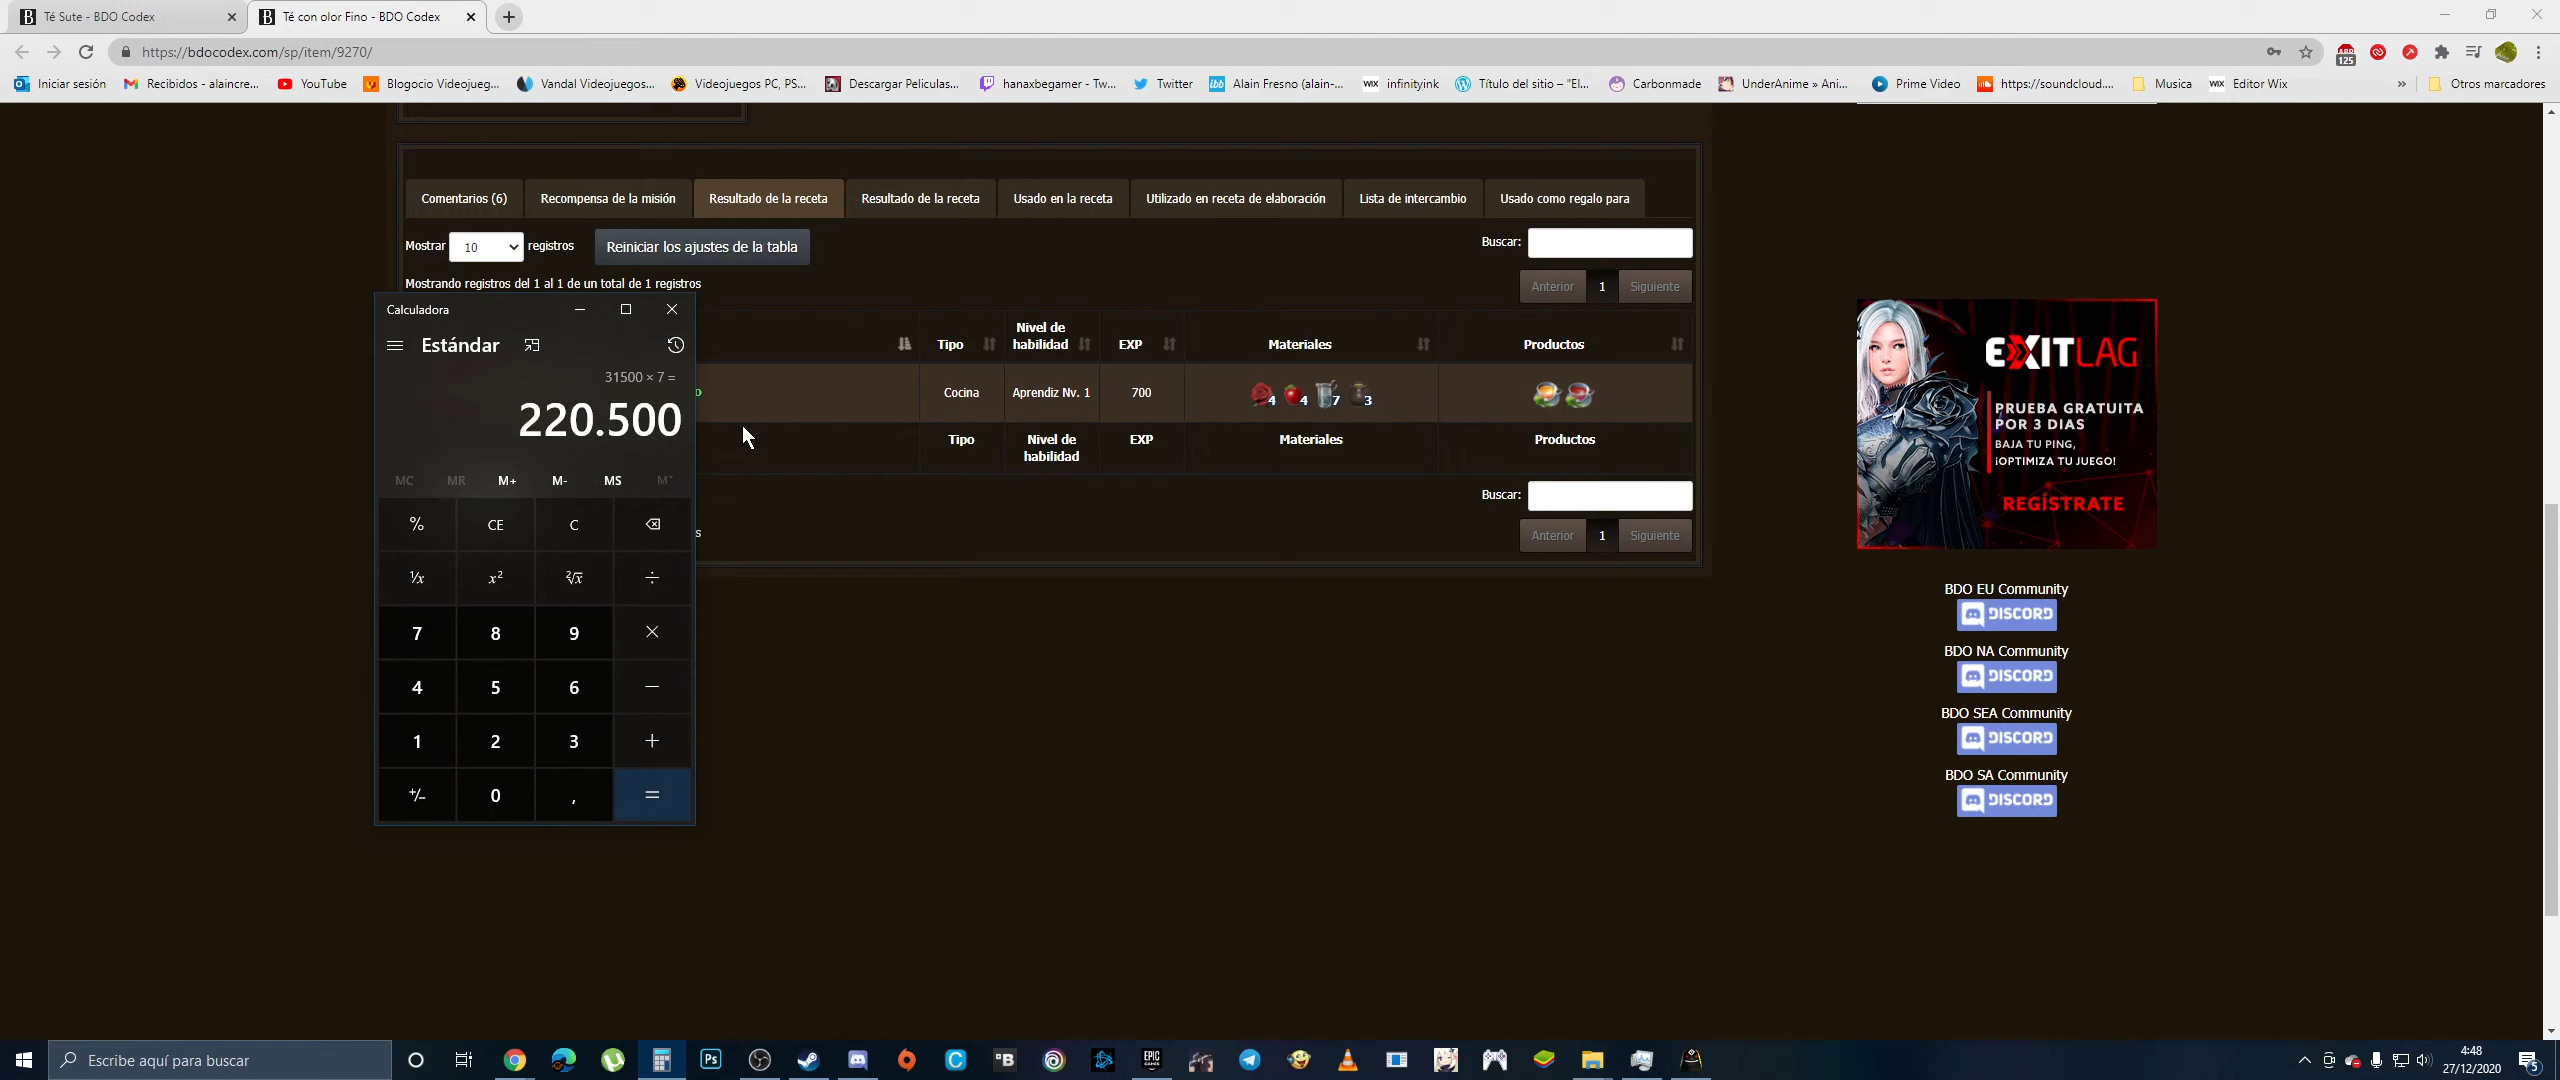 Té Sute - BDO Codex
Té con olor Fino - BDO Codex
https://bdocodex.com/sp/item/9270/
125
Iniciar sesión
Recibidos - alaincre...
YouTube
Blogocio Videojueg...
Vandal Videojuegos...
Videojuegos PC, PS...
Descargar Peliculas...
hanaxbegamer - Tw...
Twitter
Alain Fresno (alain-...
infinityink
Título del sitio – "El...
Carbonmade
UnderAnime » Ani...
Prime Video
https://soundcloud....
Musica
Editor Wix
»
Otros marcadores
Comentarios (6)
Recompensa de la misión
Resultado de la receta
Resultado de la receta
Usado en la receta
Utilizado en receta de elaboración
Lista de intercambio
Usado como regalo para
Mostrar 10 registros
Reiniciar los ajustes de la tabla
Buscar:
Mostrando registros del 1 al 1 de un total de 1 registros
Anterior 1 Siguiente
Tipo
Nivel de
habilidad
EXP
Materiales
Productos
Cocina
Aprendiz Nv. 1
700
4 4 7 3
Tipo
Nivel de
habilidad
EXP
Materiales
Productos
Buscar:
Anterior 1 Siguiente
Calculadora
Estándar
31500 × 7 =
220.500
MC MR M+ M- MS M˅
% CE C
¹/x x² ²√x ÷
7 8 9 ×
4 5 6 −
1 2 3 +
+/- 0 , =
EXITLAG
PRUEBA GRATUITA
POR 3 DIAS
BAJA TU PING,
¡OPTIMIZA TU JUEGO!
REGÍSTRATE
BDO EU Community
DISCORD
BDO NA Community
DISCORD
BDO SEA Community
DISCORD
BDO SA Community
DISCORD
Escribe aquí para buscar
4:48
27/12/2020
5